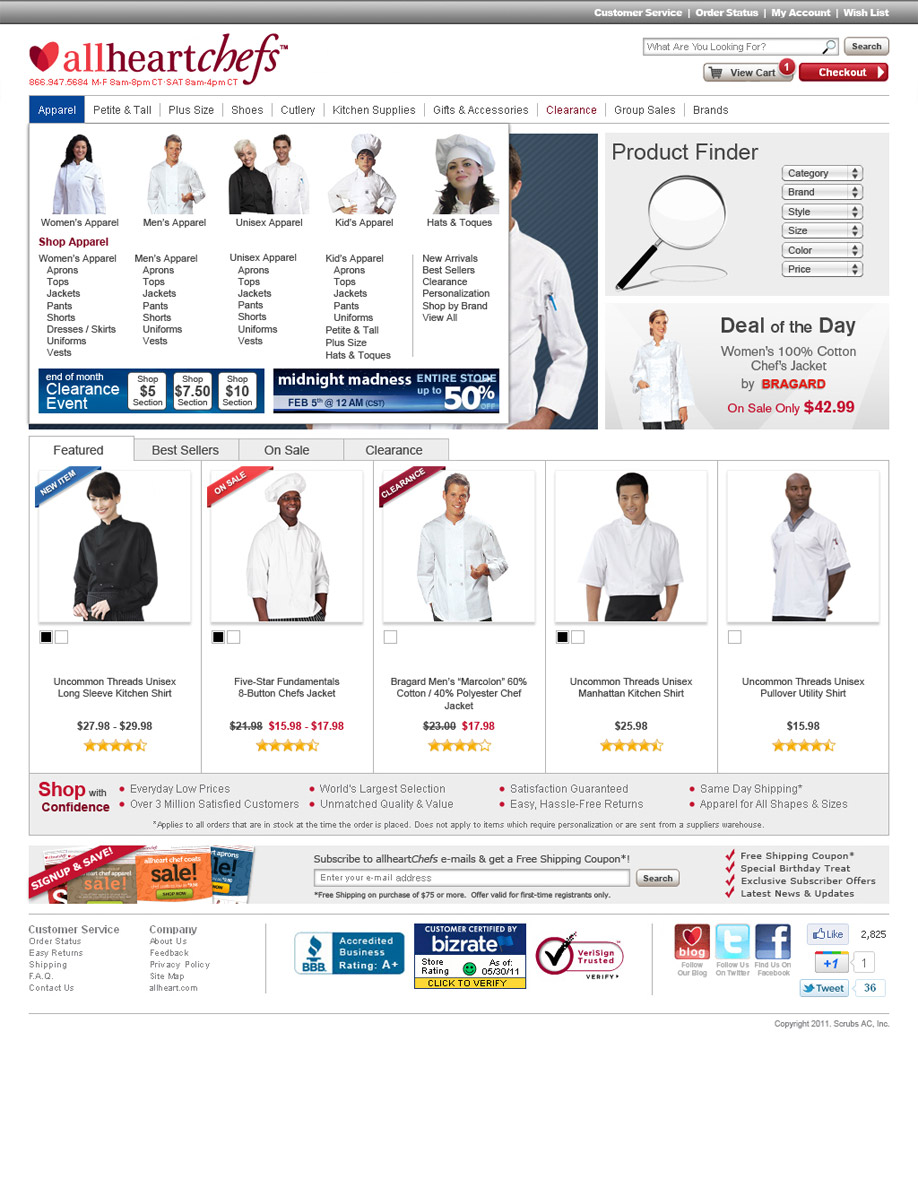 Customer Service | Order Status | My Account | Wish List
allheartchefs™
866.947.5684 M-F 8am-8pm CT·SAT 8am-4pm CT
What Are You Looking For?
Search
View Cart 1
Checkout
Apparel
Petite & Tall
Plus Size
Shoes
Cutlery
Kitchen Supplies
Gifts & Accessories
Clearance
Group Sales
Brands
Women's Apparel
Men's Apparel
Unisex Apparel
Kid's Apparel
Hats & Toques
Shop Apparel
Women's Apparel
Aprons
Tops
Jackets
Pants
Shorts
Dresses / Skirts
Uniforms
Vests
Men's Apparel
Aprons
Tops
Jackets
Pants
Shorts
Uniforms
Vests
Unisex Apparel
Aprons
Tops
Jackets
Pants
Shorts
Uniforms
Vests
Kid's Apparel
Aprons
Tops
Jackets
Pants
Uniforms
Petite & Tall
Plus Size
Hats & Toques
New Arrivals
Best Sellers
Clearance
Personalization
Shop by Brand
View All
end of month
Clearance
Event
Shop
$5
Section
Shop
$7.50
Section
Shop
$10
Section
midnight madness
FEB 5th @ 12 AM (CST)
ENTIRE STORE
up to
50%
OFF
Product Finder
Category
Brand
Style
Size
Color
Price
Deal of the Day
Women's 100% Cotton
Chef's Jacket
by BRAGARD
On Sale Only $42.99
Featured
Best Sellers
On Sale
Clearance
NEW ITEM
ON SALE
CLEARANCE
Uncommon Threads Unisex
Long Sleeve Kitchen Shirt
$27.98 - $29.98
Five-Star Fundamentals
8-Button Chefs Jacket
$21.98 $15.98 - $17.98
Bragard Men's "Marcolon" 60%
Cotton / 40% Polyester Chef
Jacket
$23.00 $17.98
Uncommon Threads Unisex
Manhattan Kitchen Shirt
$25.98
Uncommon Threads Unisex
Pullover Utility Shirt
$15.98
Shop with
Confidence
Everyday Low Prices
Over 3 Million Satisfied Customers
World's Largest Selection
Unmatched Quality & Value
Satisfaction Guaranteed
Easy, Hassle-Free Returns
Same Day Shipping*
Apparel for All Shapes & Sizes
*Applies to all orders that are in stock at the time the order is placed. Does not apply to items which require personalization or are sent from a suppliers warehouse.
SIGNUP & SAVE!
allheart chef apparel
sale!
allheart chef coats
sale!
SHOP NOW
aprons
Subscribe to allheartChefs e-mails & get a Free Shipping Coupon*!
Enter your e-mail address
Search
*Free Shipping on purchase of $75 or more. Offer valid for first-time registrants only.
Free Shipping Coupon*
Special Birthday Treat
Exclusive Subscriber Offers
Latest News & Updates
Customer Service
Order Status
Easy Returns
Shipping
F.A.Q.
Contact Us
Company
About Us
Feedback
Privacy Policy
Site Map
allheart.com
BBB.
Accredited
Business
Rating: A+
CUSTOMER CERTIFIED BY
bizrate
Store
Rating
As of:
05/30/11
CLICK TO VERIFY
VeriSign
Trusted
VERIFY
blog
Follow
Our Blog
Follow Us
On Twitter
Find Us On
Facebook
Like 2,825
+1 1
Tweet 36
Copyright 2011, Scrubs AC, Inc.